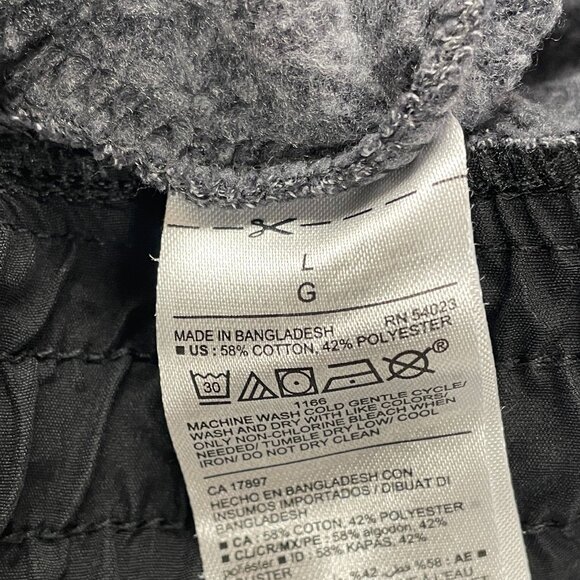 L
G
MADE IN BANGLADESH RN 54023
■ US : 58% COTTON, 42% POLYESTER
30
®
1166
MACHINE WASH COLD GENTLE CYCLE/
WASH AND DRY WITH LIKE COLORS/
ONLY NON-CHLORINE BLEACH WHEN
NEEDED/ TUMBLE DRY LOW/ COOL
IRON/ DO NOT DRY CLEAN
CA 17897
HECHO EN BANGLADESH CON
INSUMOS IMPORTADOS / DIBUAT DI
BANGLADESH
■ CA : 58% COTTON, 42% POLYESTER
■ CL/CR/MX/PE : 58% algodón, 42%
poliéster ■ ID : 58% KAPAS, 42%